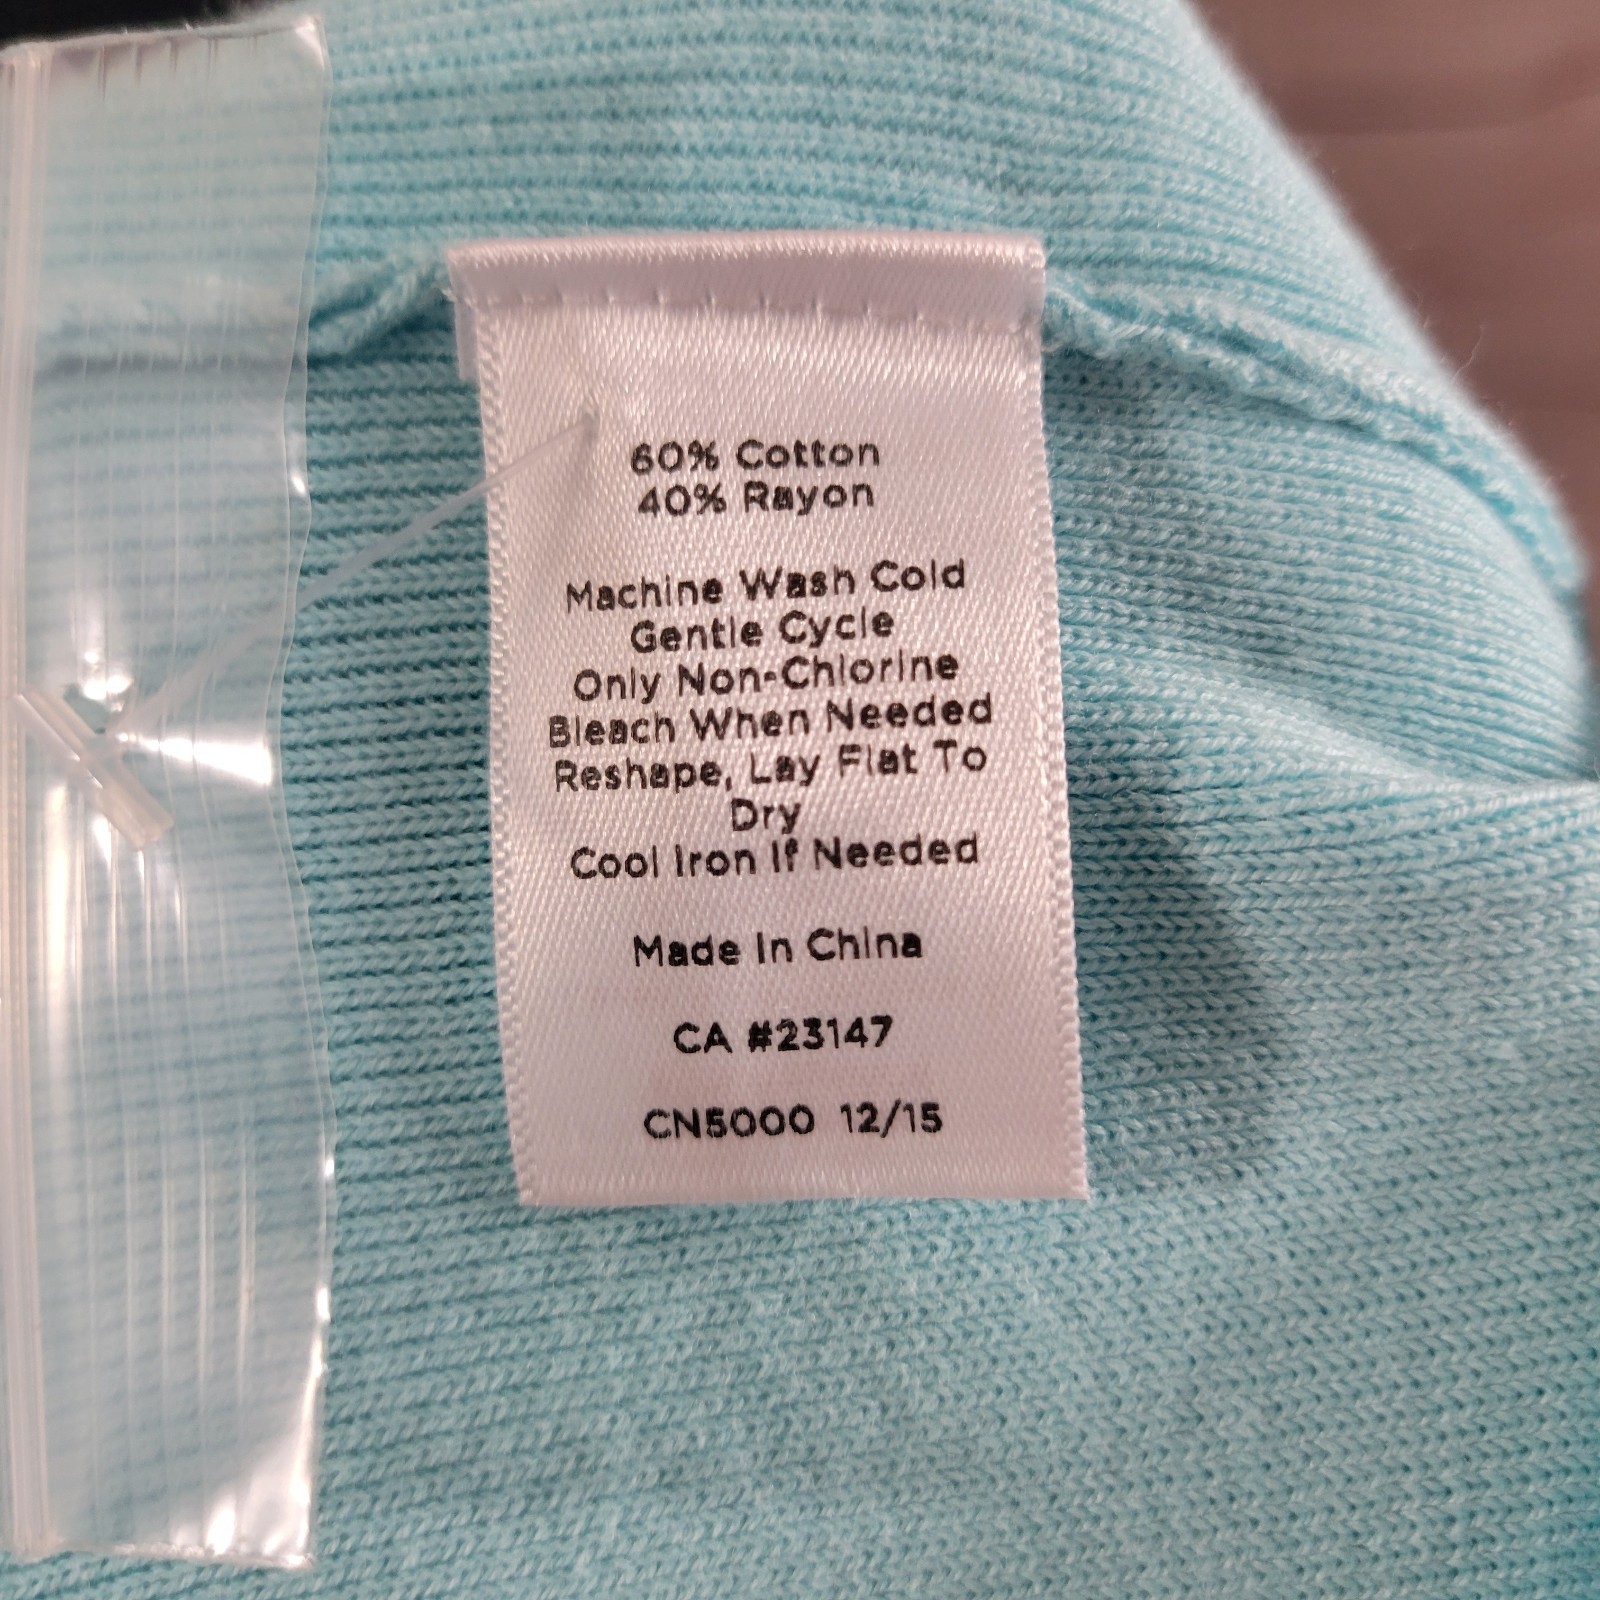 60% Cotton
40% Rayon
Machine Wash Cold
Gentle Cycle
Only Non-Chlorine
Bleach When Needed
Reshape, Lay Flat To
Dry
Cool Iron If Needed
Made In China
CA #23147
CN5000 12/15